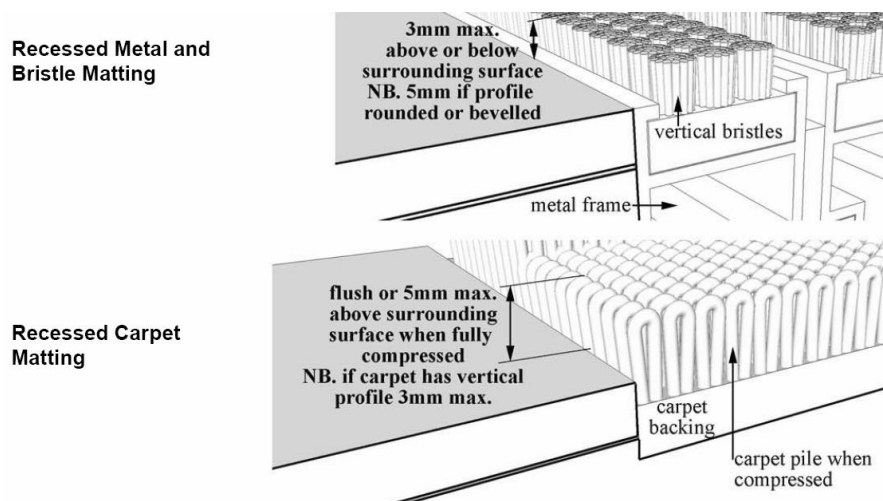 Recessed Metal and
Bristle Matting
3mm max.
above or below
surrounding surface
NB. 5mm if profile
rounded or bevelled
vertical bristles
metal frame
Recessed Carpet
Matting
flush or 5mm max.
above surrounding
surface when fully
compressed
NB. if carpet has vertical
profile 3mm max.
carpet
backing
carpet pile when
compressed